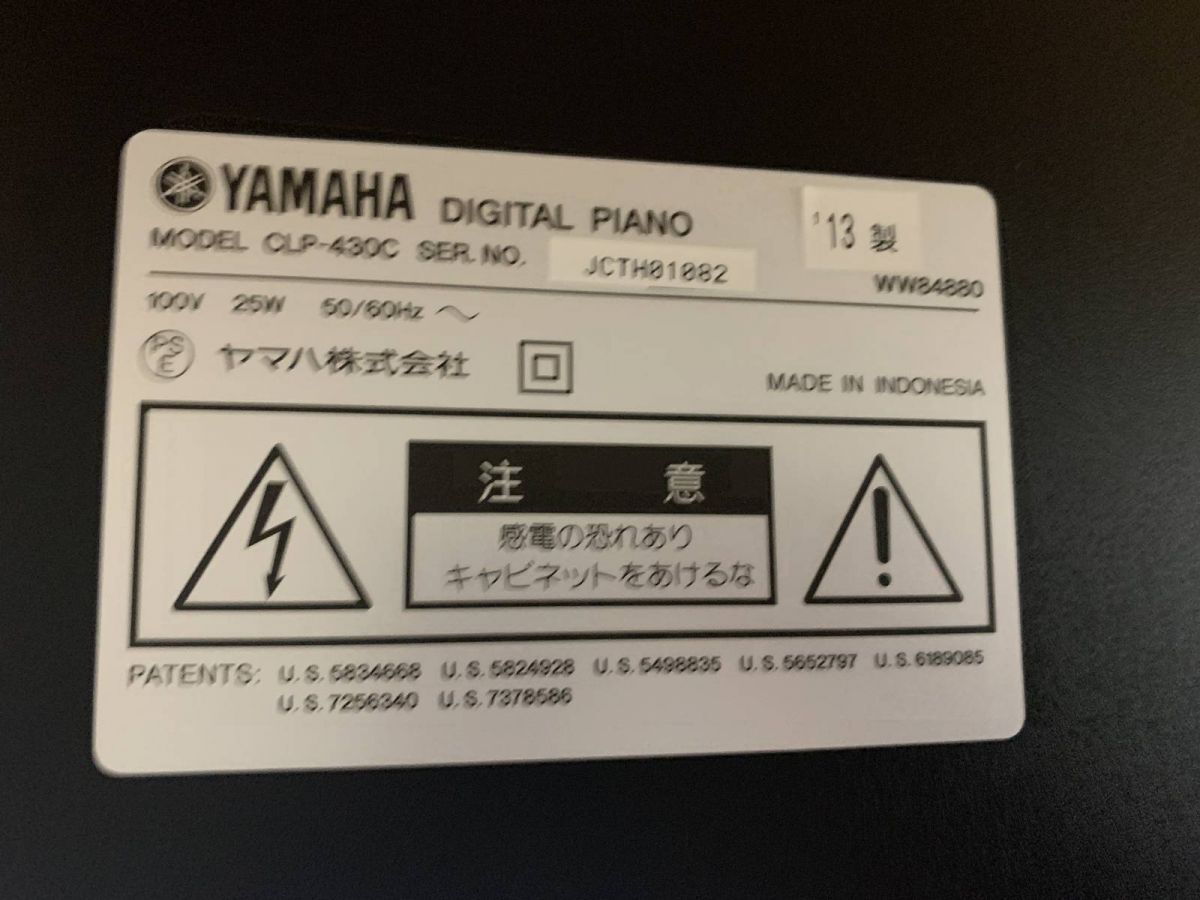 YAMAHA DIGITAL PIANO
'13 製
MODEL CLP-430C SER. NO. JCTH01082
WW84880
100V 25W 50/60Hz ～
PSE ヤマハ株式会社
MADE IN INDONESIA
注 意
感電の恐れあり
キャビネットをあけるな
PATENTS: U.S.5834668 U.S.5824928 U.S.5498835 U.S.5652797 U.S.6189085
U.S.7256340 U.S.7378586